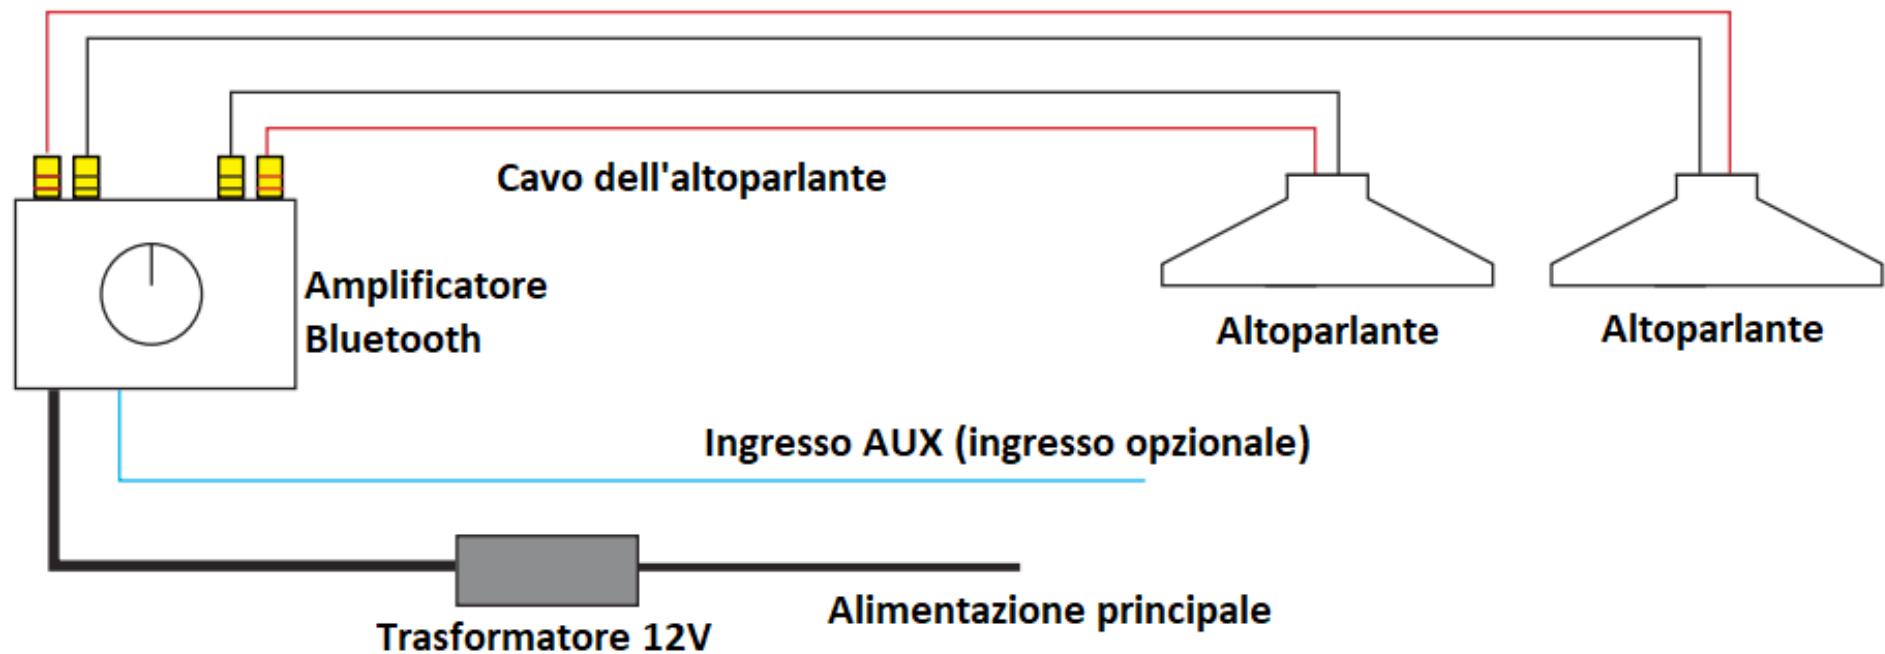 Cavo dell'altoparlante
Amplificatore
Bluetooth
Altoparlante
Altoparlante
Ingresso AUX (ingresso opzionale)
Alimentazione principale
Trasformatore 12V